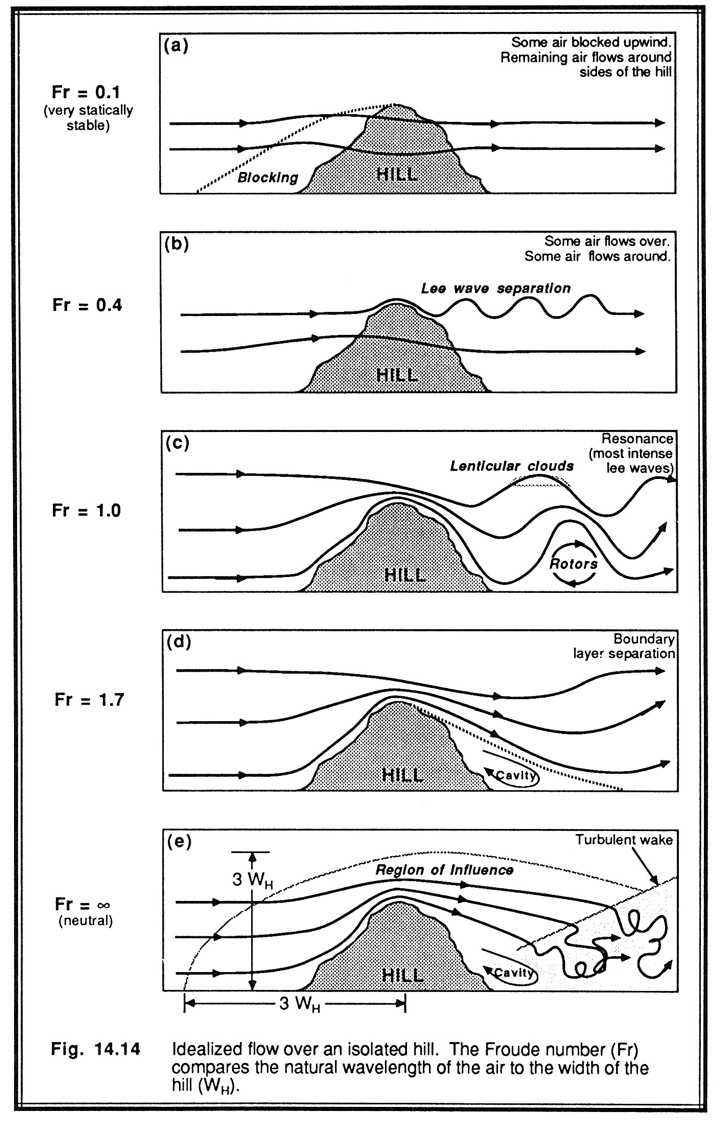 (a)
Some air blocked upwind.
Remaining air flows around
sides of the hill
Fr = 0.1
(very statically
stable)
Blocking
HILL
(b)
Some air flows over.
Some air flows around.
Fr = 0.4
Lee wave separation
HILL
(c)
Resonance
(most intense
lee waves)
Lenticular clouds
Fr = 1.0
Rotors
HILL
(d)
Boundary
layer separation
Fr = 1.7
HILL
Cavity
(e)
Turbulent wake
3 W_H
Region of Influence
Fr = ∞
(neutral)
HILL
Cavity
3 W_H
Fig. 14.14 Idealized flow over an isolated hill. The Froude number (Fr)
compares the natural wavelength of the air to the width of the
hill (W_H).